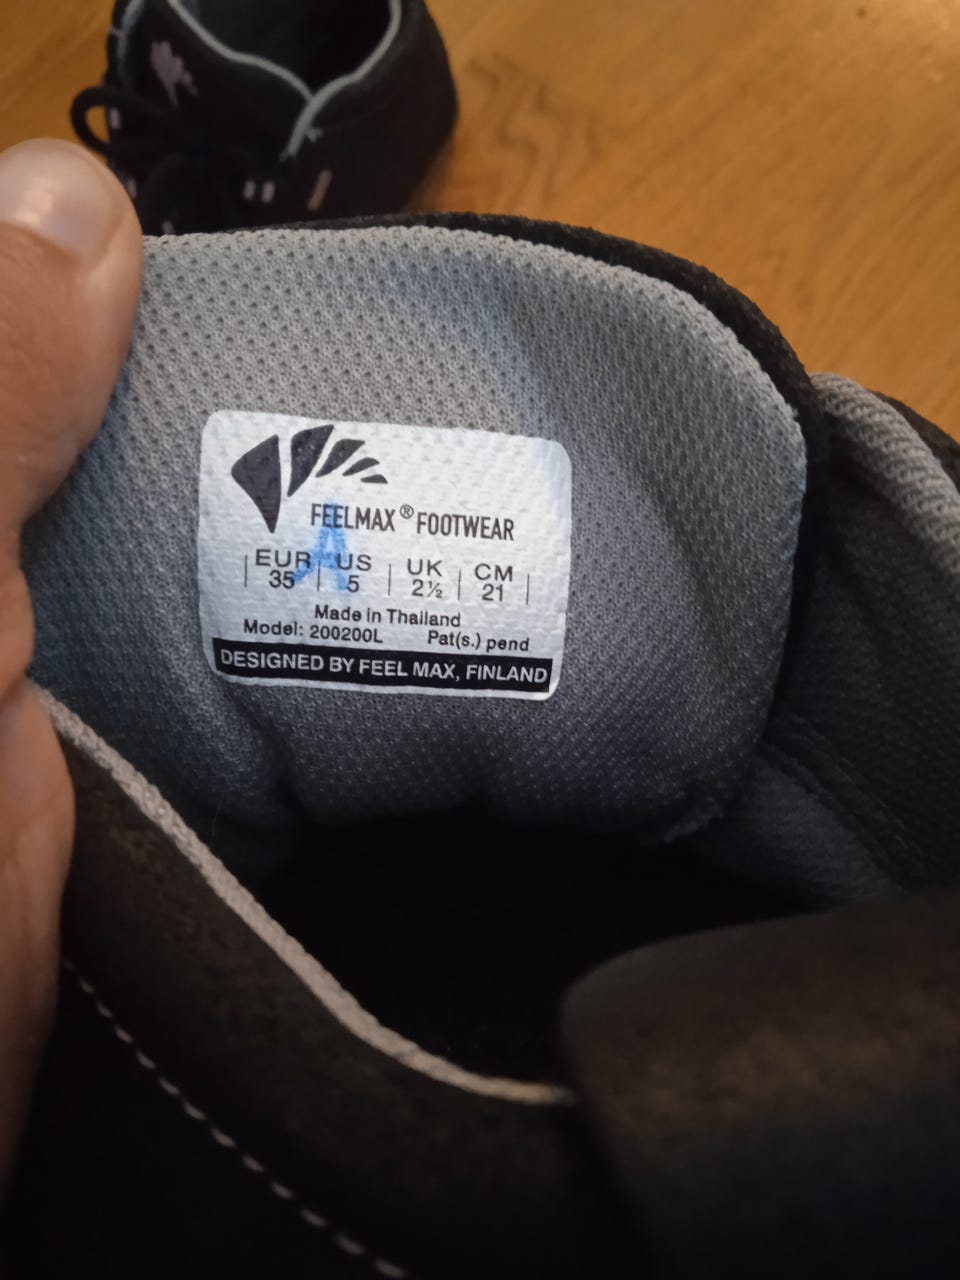 FEELMAX® FOOTWEAR
A
EUR | US | UK | CM
35 | 5 | 2½ | 21
Made in Thailand
Model: 200200L Pat(s.) pend
DESIGNED BY FEEL MAX, FINLAND